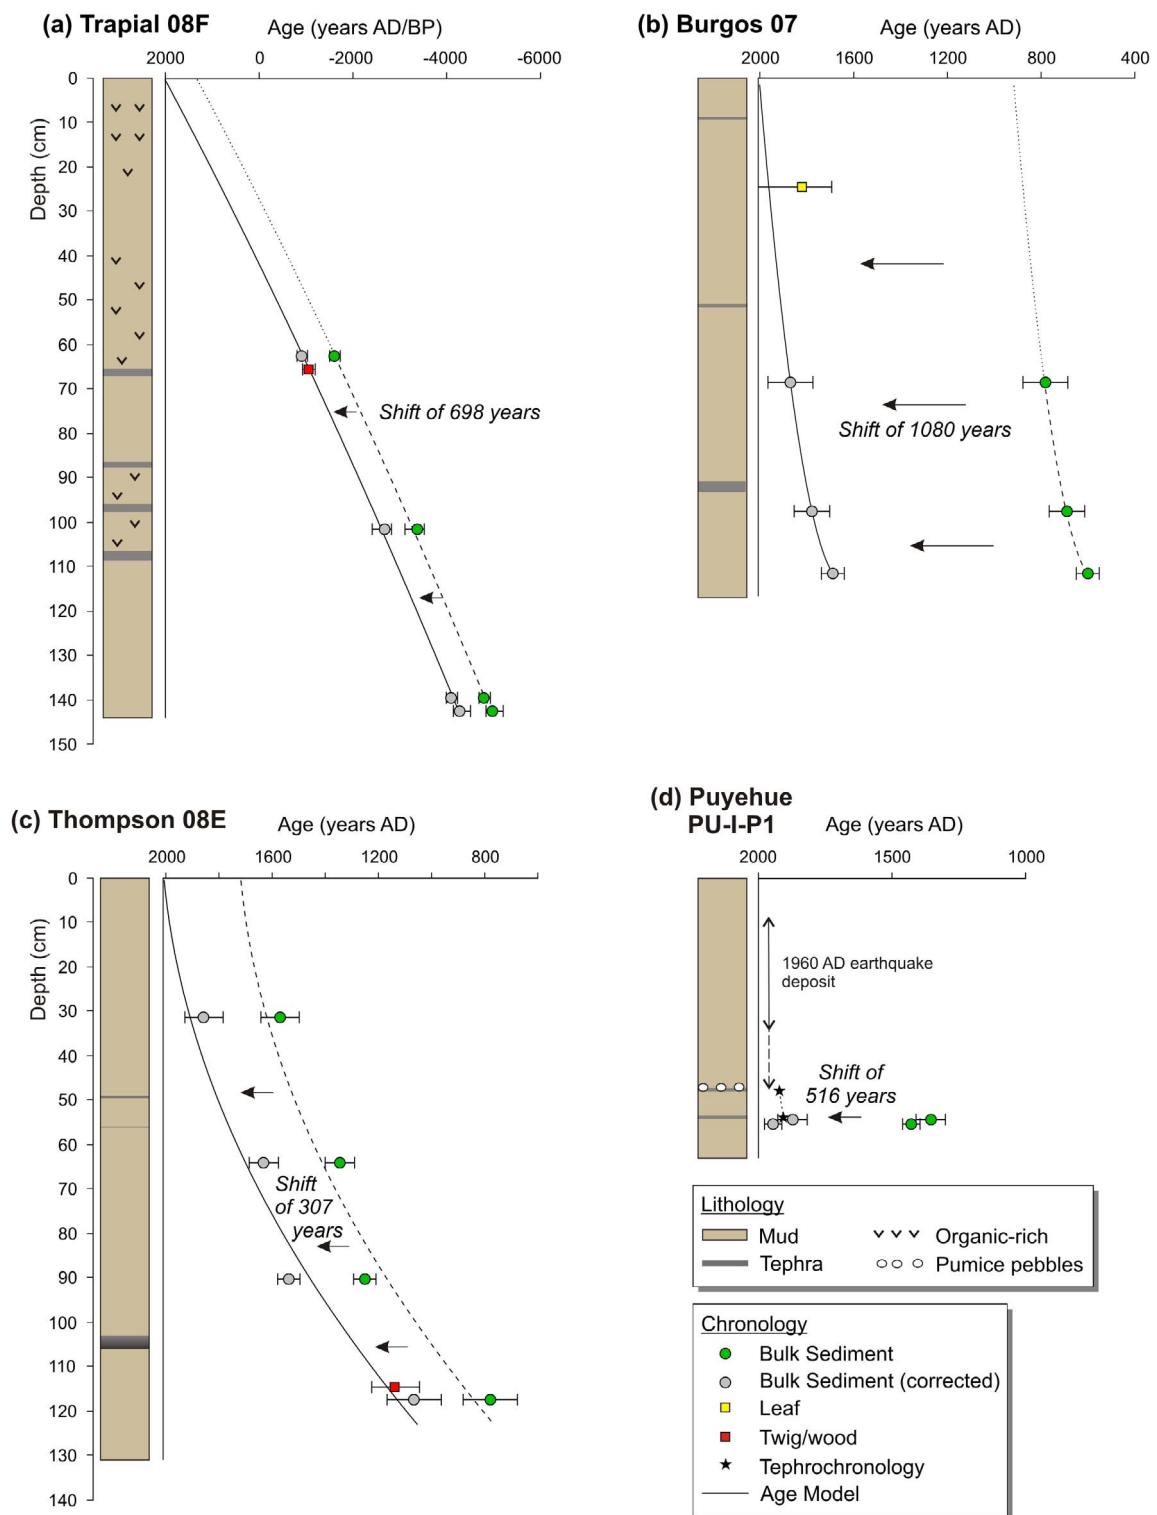 (a) Trapial 08F
Age (years AD/BP)
2000 0 -2000 -4000 -6000
Depth (cm)
0
10
20
30
40
50
60
70
80
90
100
110
120
130
140
150
Shift of 698 years
(b) Burgos 07
Age (years AD)
2000 1600 1200 800 400
Shift of 1080 years
(c) Thompson 08E
Age (years AD)
2000 1600 1200 800
Depth (cm)
0
10
20
30
40
50
60
70
80
90
100
110
120
130
140
Shift
of 307
years
(d) Puyehue
PU-I-P1
Age (years AD)
2000 1500 1000
1960 AD earthquake
deposit
Shift of
516 years
Lithology
Mud
Organic-rich
Tephra
Pumice pebbles
Chronology
Bulk Sediment
Bulk Sediment (corrected)
Leaf
Twig/wood
Tephrochronology
Age Model